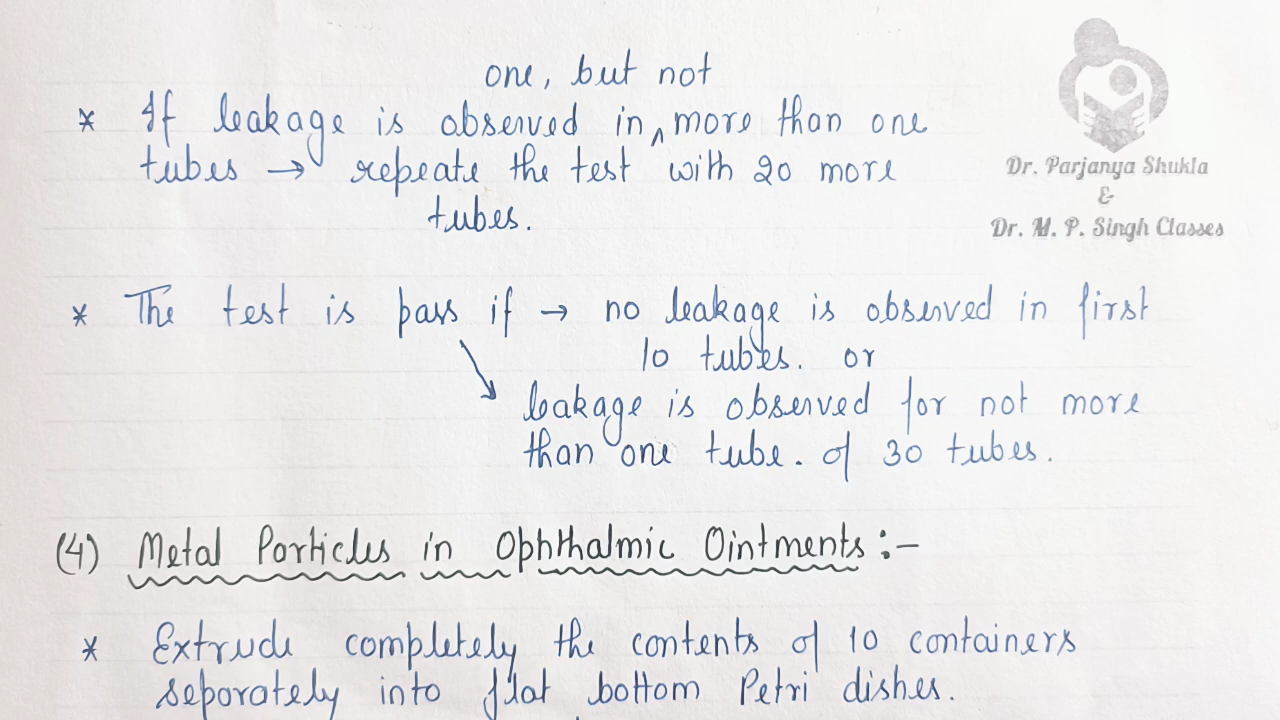 one, but not
* If leakage is observed in ^ more than one
tubes → repeate the test with 20 more
tubes.
Dr. Parjanya Shukla
&
Dr. M. P. Singh Classes
* The test is pass if → no leakage is observed in first
10 tubes. or
leakage is observed for not more
than one tube. of 30 tubes.
(4) Metal Particles in Ophthalmic Ointments :-
* Extrude completely the contents of 10 containers
seporately into flat bottom Petri dishes.